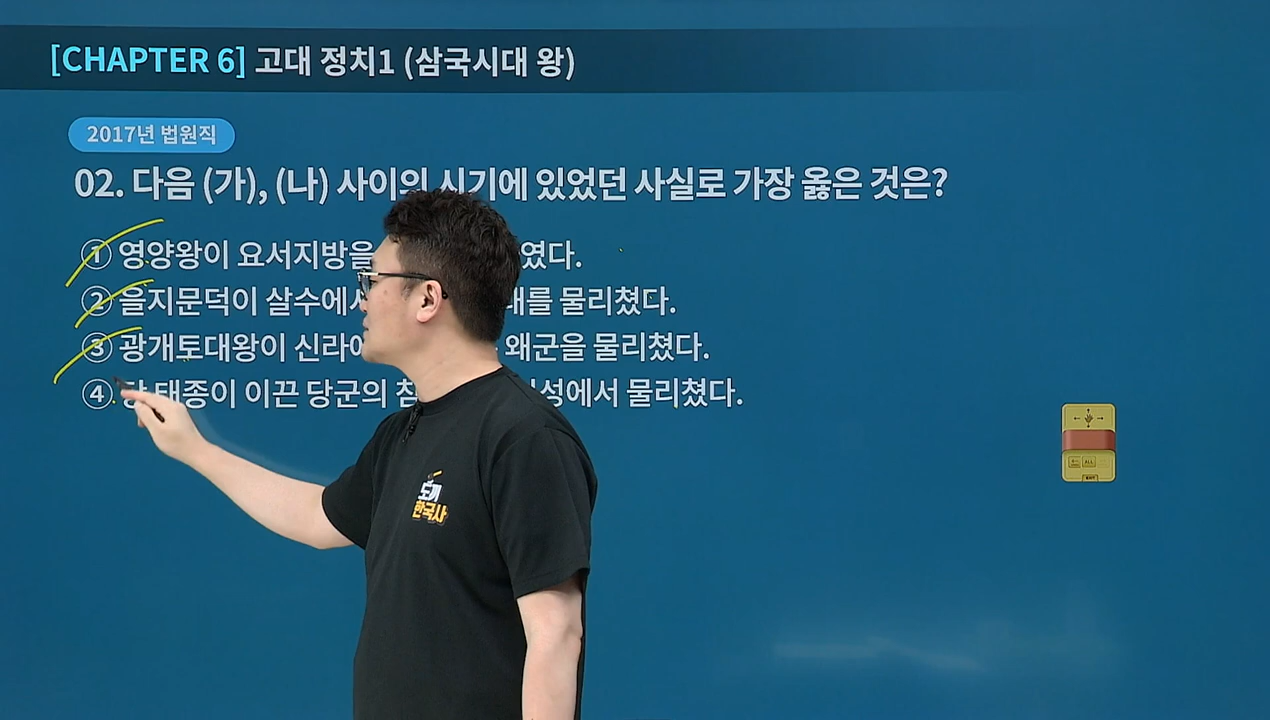 [CHAPTER 6] 고대 정치1 (삼국시대 왕)
2017년 법원직
02. 다음 (가), (나) 사이의 시기에 있었던 사실로 가장 옳은 것은?
① 영양왕이 요서지방을 였다.
② 을지문덕이 살수에서 를 물리쳤다.
③ 광개토대왕이 신라에 왜군을 물리쳤다.
④ 당 태종이 이끈 당군의 침 성에서 물리쳤다.
도끼
한국사
ALL
EXIT